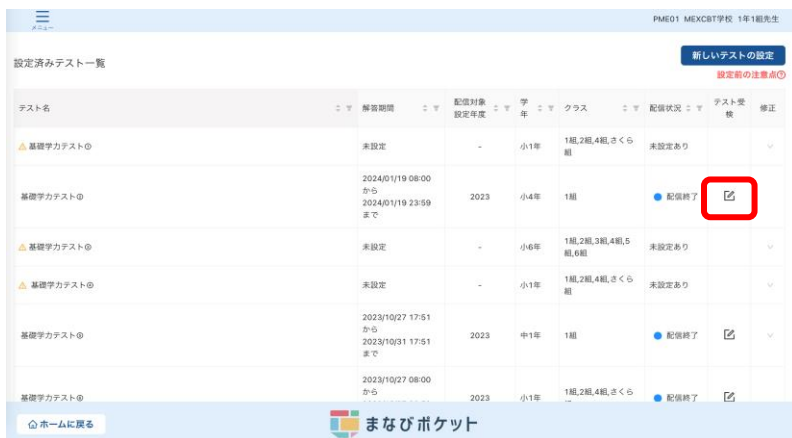 メニュー
PME01 MEXCBT学校 1年1組先生
設定済みテスト一覧
新しいテストの設定
設定前の注意点?
テスト名 解答期間 配信対象設定年度 学年 クラス 配信状況 テスト受検 修正
基礎学力テスト① 未設定 - 小1年 1組,2組,4組,さくら組 未設定あり
基礎学力テスト 2024/01/19 08:00 から 2024/01/19 23:59 まで 2023 小4年 1組 配信終了
基礎学力テスト 未設定 - 小6年 1組,2組,3組,4組,5組,6組 未設定あり
基礎学力テスト 未設定 - 小1年 1組,2組,4組,さくら組 未設定あり
基礎学力テスト 2023/10/27 17:51 から 2023/10/31 17:51 まで 2023 中1年 1組 配信終了
基礎学力テスト 2023/10/27 08:00 から 2023 小1年 1組,2組,4組,さくら 配信終了
ホームに戻る
まなびポケット